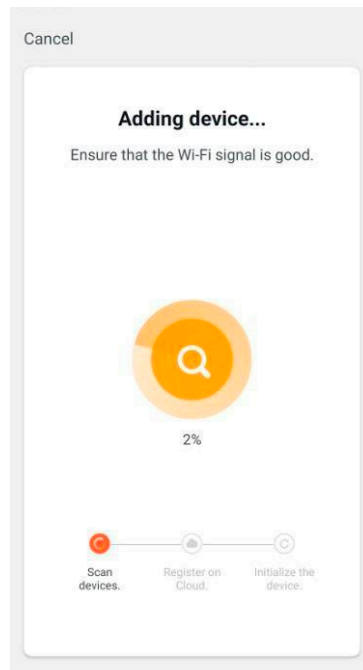 Cancel
Adding device...
Ensure that the Wi-Fi signal is good.
2%
Scan
devices.
Register on
Cloud.
Initialize the
device.